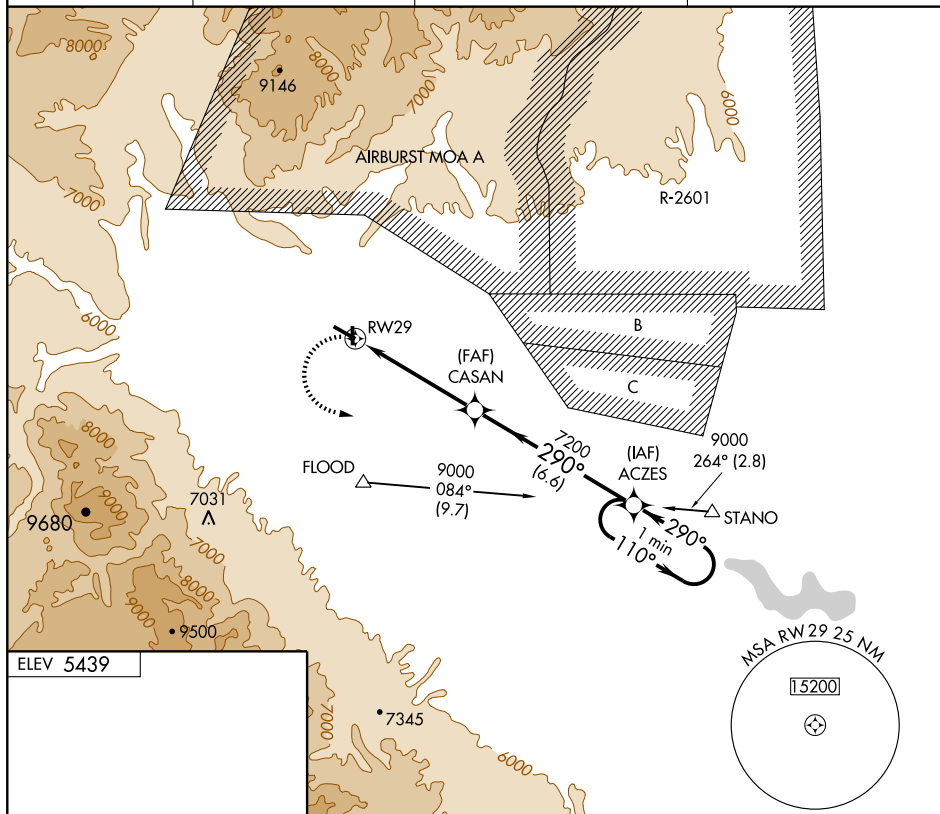 8000
9146
8000
7000
6000
AIRBURST MOA A
R-2601
7000
6000
RW29
B
(FAF)
CASAN
C
9000
264° (2.8)
7200
290°
(6.6)
(IAF)
ACZES
FLOOD
9000
084°
(9.7)
STANO
290°
1 min
110°
8000
9000
9680
7031
7000
8000
9000
9500
ELEV 5439
MSA RW 29 25 NM
15200
7000
7345
6000